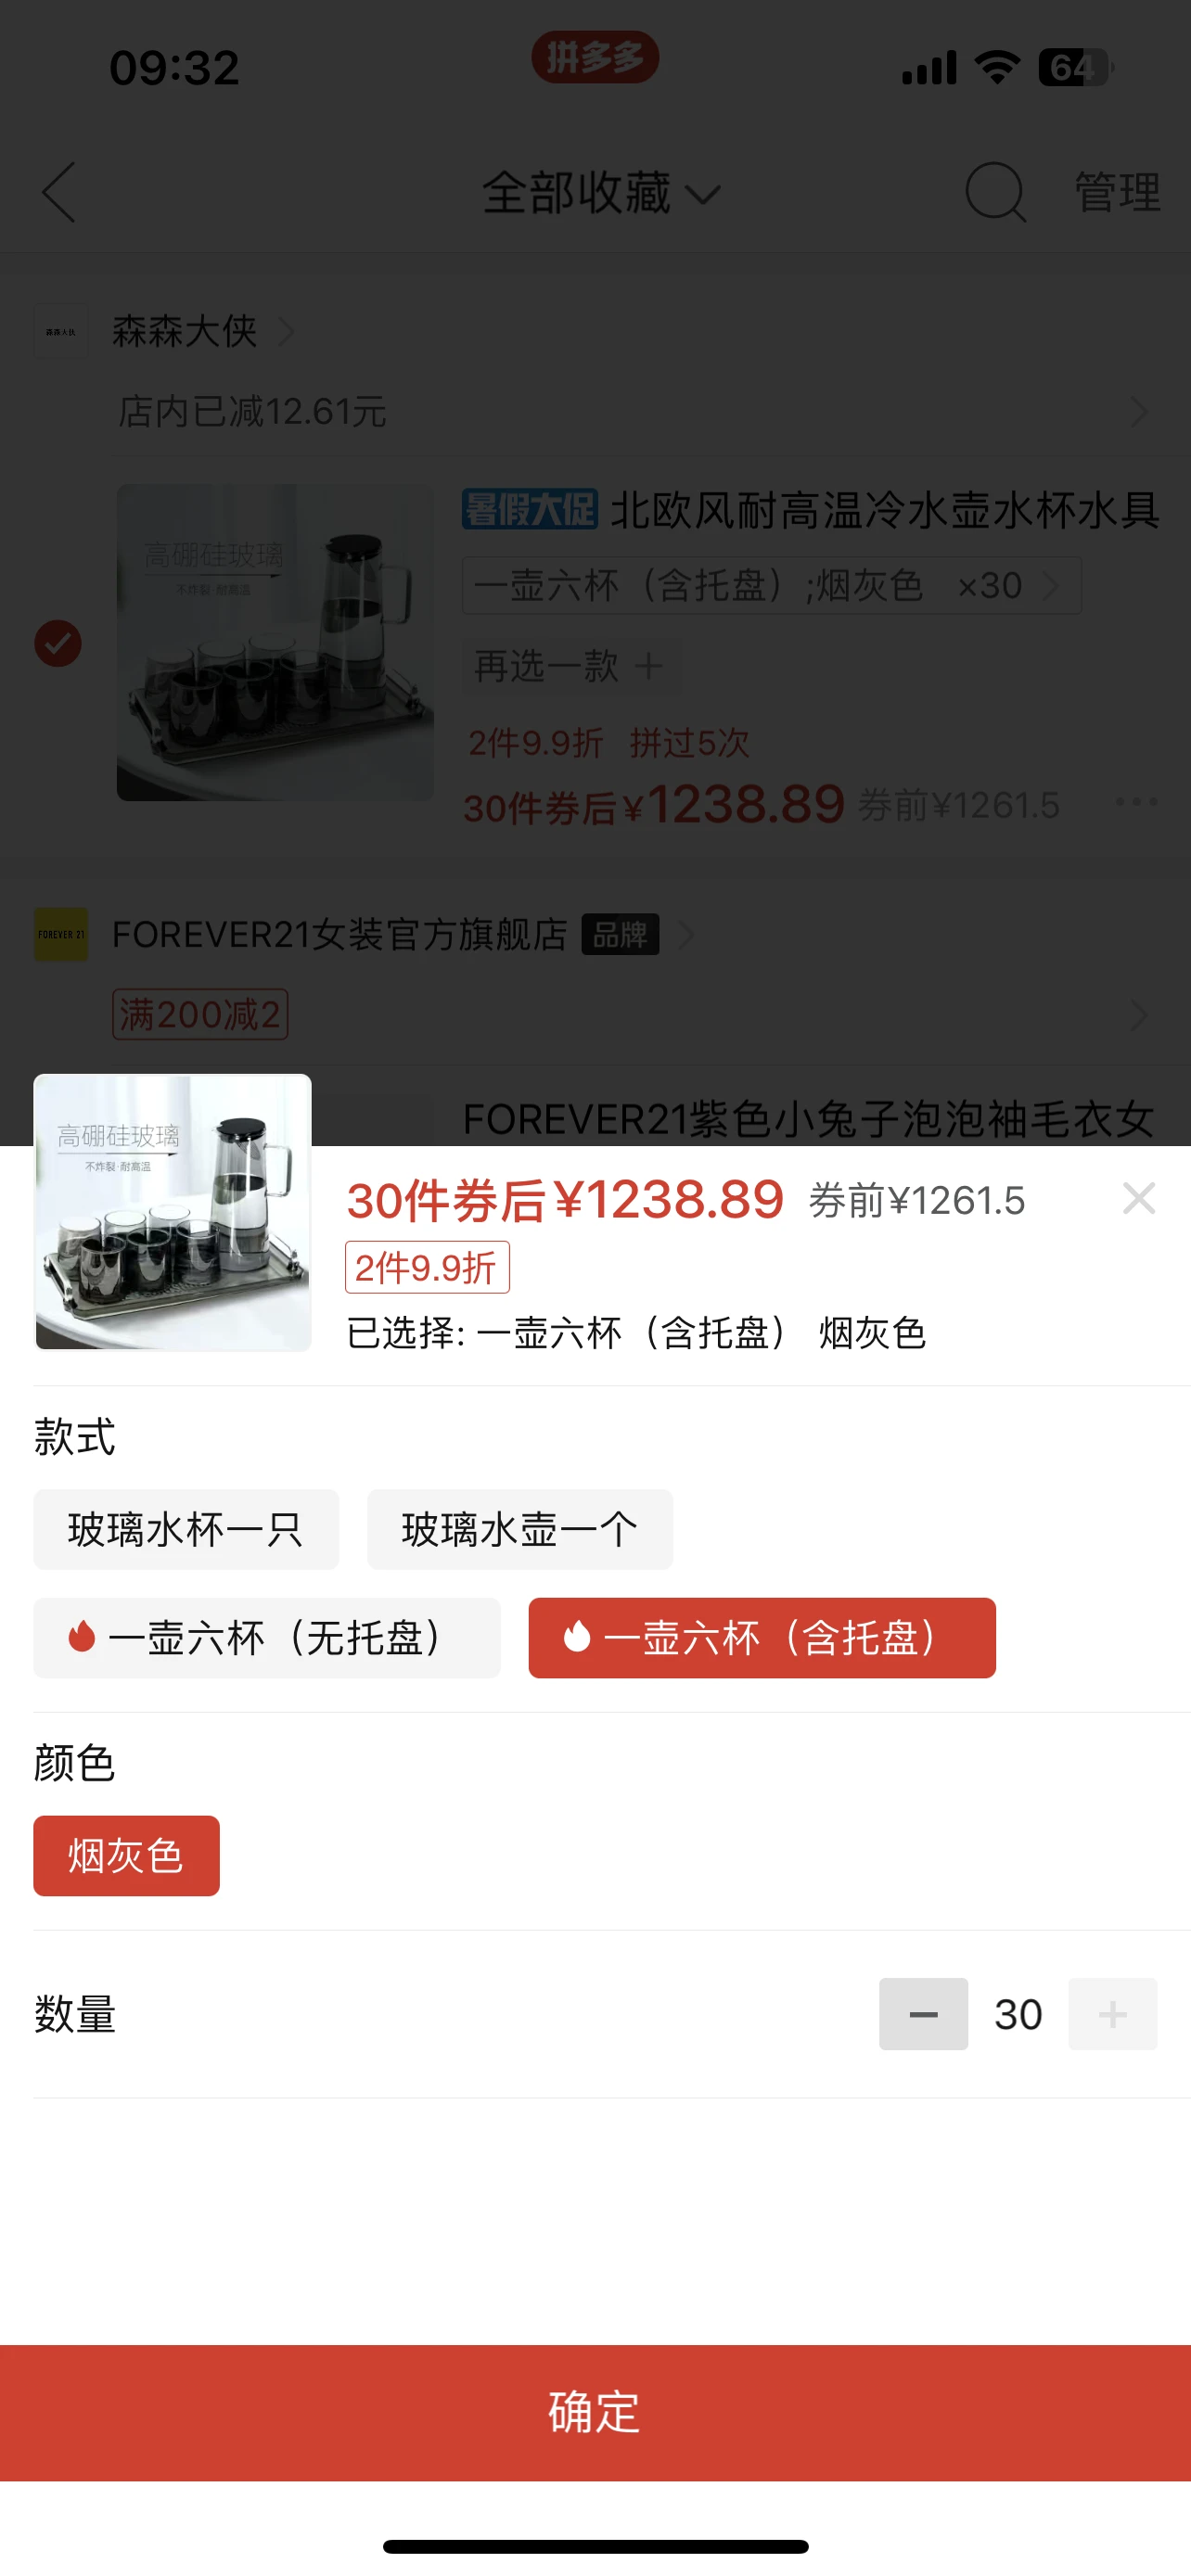 09:32
拼多多
64
全部收藏
管理
森森大侠
森森大侠
店内已减12.61元
高硼硅玻璃
不炸裂·耐高温
暑假大促 北欧风耐高温冷水壶水杯水具
一壶六杯（含托盘）;烟灰色 ×30
再选一款 +
2件9.9折 拼过5次
30件券后¥1238.89 券前¥1261.5
FOREVER 21
FOREVER21女装官方旗舰店 品牌
满200减2
FOREVER21紫色小兔子泡泡袖毛衣女
高硼硅玻璃
不炸裂·耐高温
30件券后¥1238.89 券前¥1261.5
2件9.9折
已选择: 一壶六杯（含托盘） 烟灰色
款式
玻璃水杯一只
玻璃水壶一个
一壶六杯（无托盘）
一壶六杯（含托盘）
颜色
烟灰色
数量
30
确定